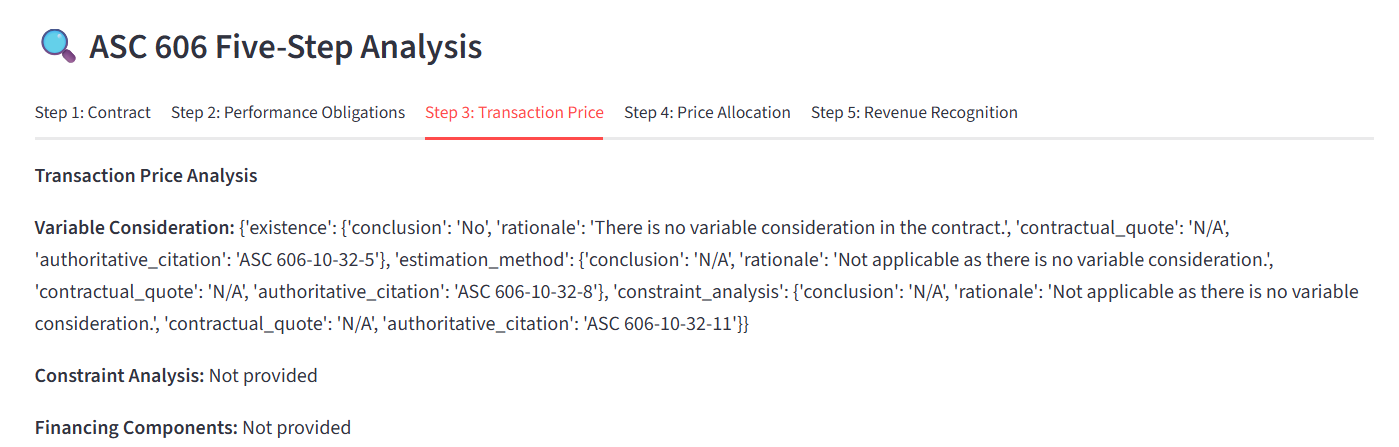 ASC 606 Five-Step Analysis
Step 1: Contract Step 2: Performance Obligations Step 3: Transaction Price Step 4: Price Allocation Step 5: Revenue Recognition
Transaction Price Analysis
Variable Consideration: {'existence': {'conclusion': 'No', 'rationale': 'There is no variable consideration in the contract.', 'contractual_quote': 'N/A',
'authoritative_citation': 'ASC 606-10-32-5'}, 'estimation_method': {'conclusion': 'N/A', 'rationale': 'Not applicable as there is no variable consideration.',
'contractual_quote': 'N/A', 'authoritative_citation': 'ASC 606-10-32-8'}, 'constraint_analysis': {'conclusion': 'N/A', 'rationale': 'Not applicable as there is no variable
consideration.', 'contractual_quote': 'N/A', 'authoritative_citation': 'ASC 606-10-32-11'}}
Constraint Analysis: Not provided
Financing Components: Not provided